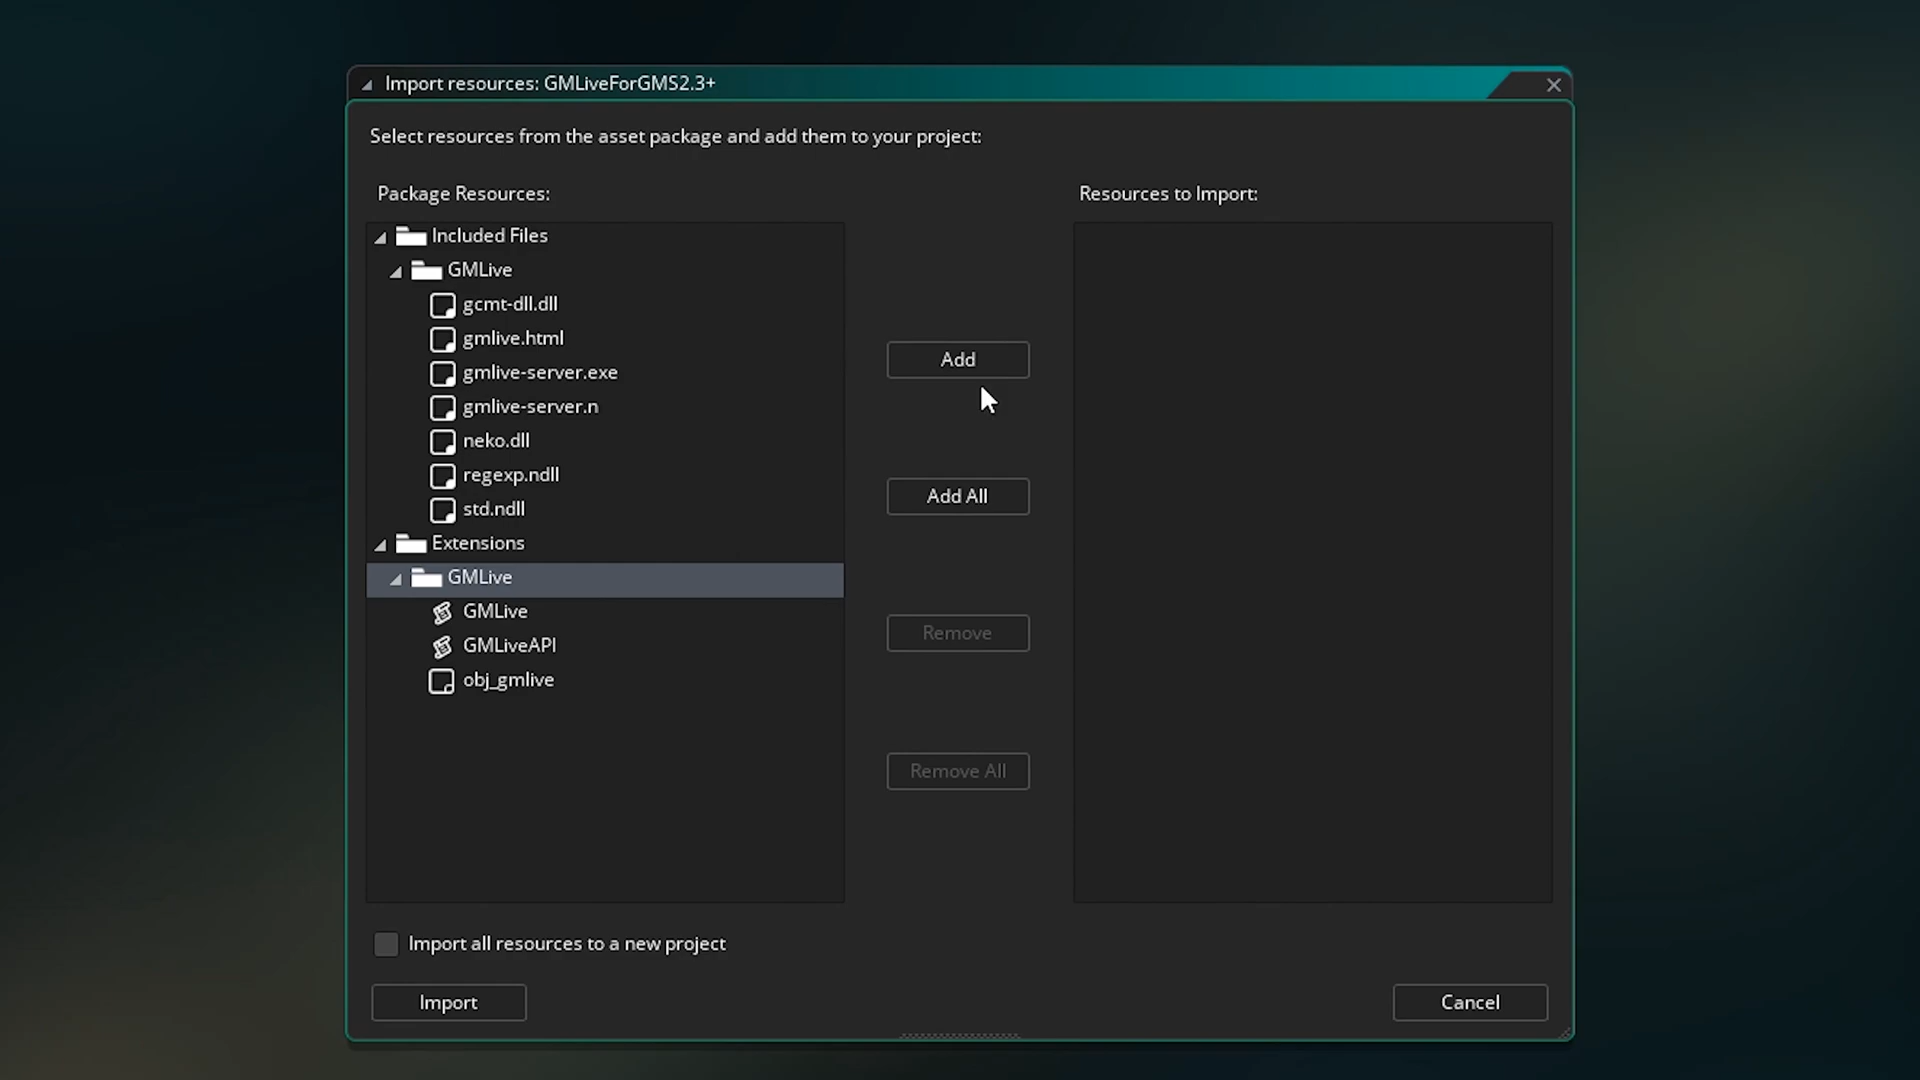 Import resources: GMLiveForGMS2.3+
Select resources from the asset package and add them to your project:
Package Resources:
Resources to Import:
Included Files
GMLive
gcmt-dll.dll
gmlive.html
gmlive-server.exe
gmlive-server.n
neko.dll
regexp.ndll
std.ndll
Extensions
GMLive
GMLive
GMLiveAPI
obj_gmlive
Add
Add All
Remove
Remove All
Import all resources to a new project
Import
Cancel